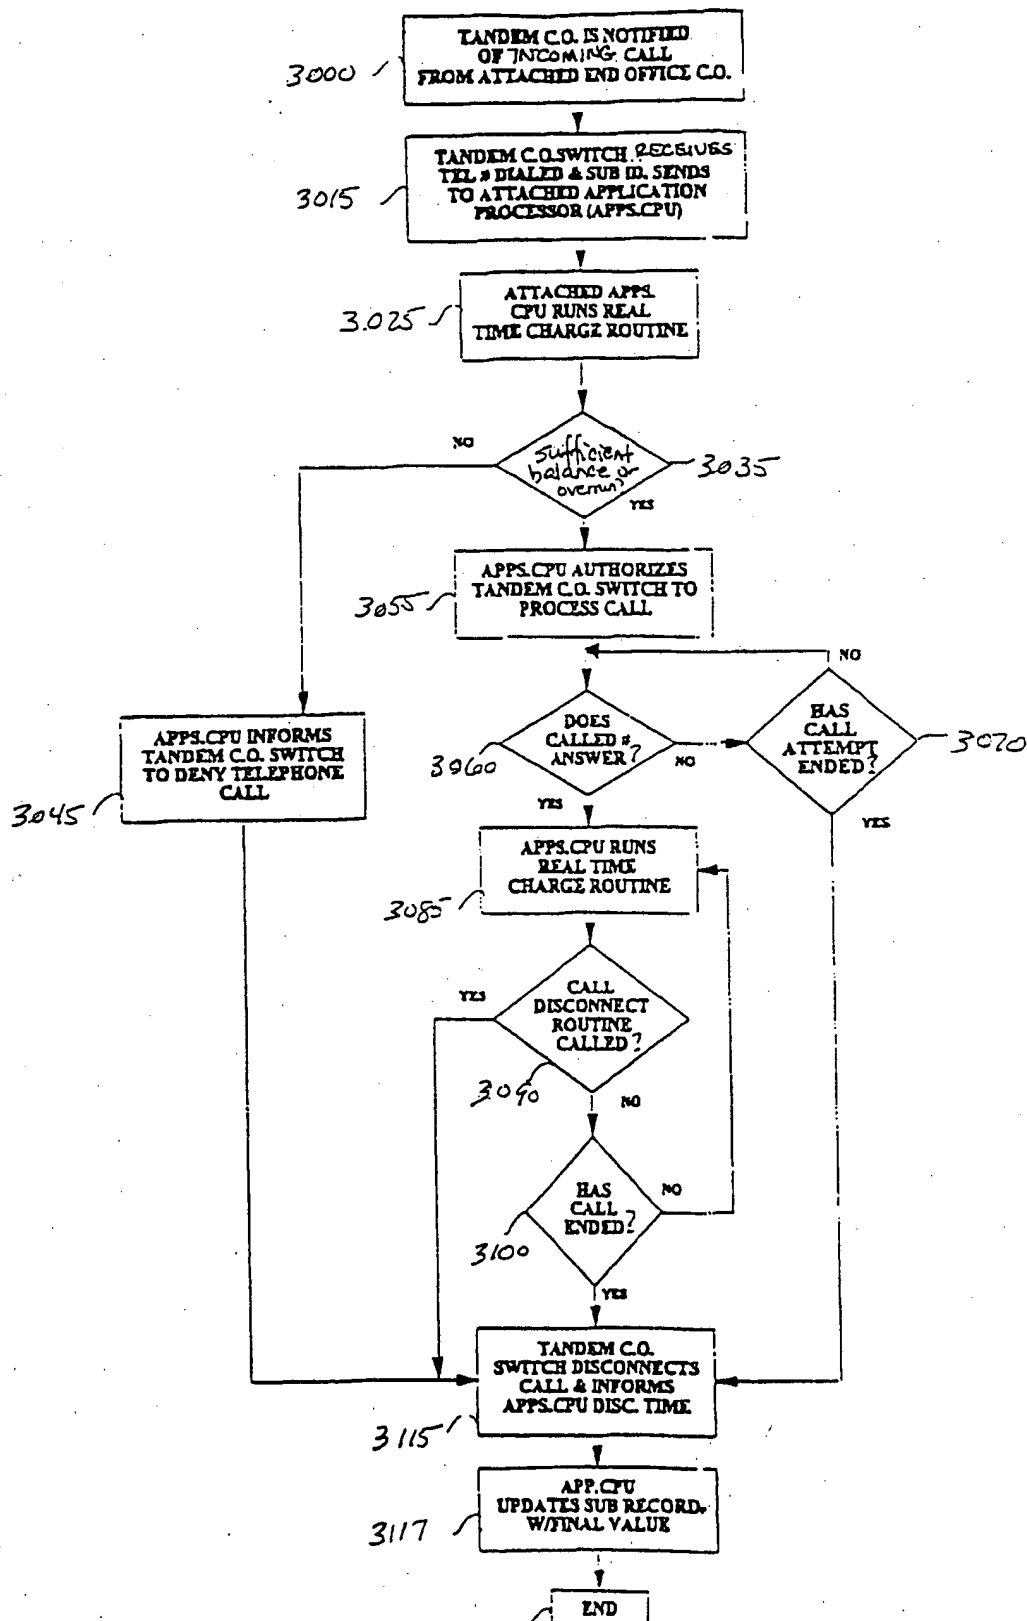 TANDEM C.O. IS NOTIFIED
OF INCOMING CALL
FROM ATTACHED END OFFICE C.O.
3000
TANDEM C.O.SWITCH RECEIVES
TEL # DIALED & SUB ID. SENDS
TO ATTACHED APPLICATION
PROCESSOR (APPS.CPU)
3015
ATTACHED APPS.
CPU RUNS REAL
TIME CHARGE ROUTINE
3025
NO
sufficient
balance or
overrun?
3035
YES
APPS.CPU AUTHORIZES
TANDEM C.O. SWITCH TO
PROCESS CALL
3055
NO
DOES
CALLED #
ANSWER?
3060
NO
HAS
CALL
ATTEMPT
ENDED?
3070
YES
YES
APPS.CPU INFORMS
TANDEM C.O. SWITCH
TO DENY TELEPHONE
CALL
3045
APPS.CPU RUNS
REAL TIME
CHARGE ROUTINE
3085
YES
CALL
DISCONNECT
ROUTINE
CALLED?
3090
NO
HAS
CALL
ENDED?
NO
3100
YES
TANDEM C.O.
SWITCH DISCONNECTS
CALL & INFORMS
APPS.CPU DISC. TIME
3115
APP.CPU
UPDATES SUB RECORD.
W/FINAL VALUE
3117
END